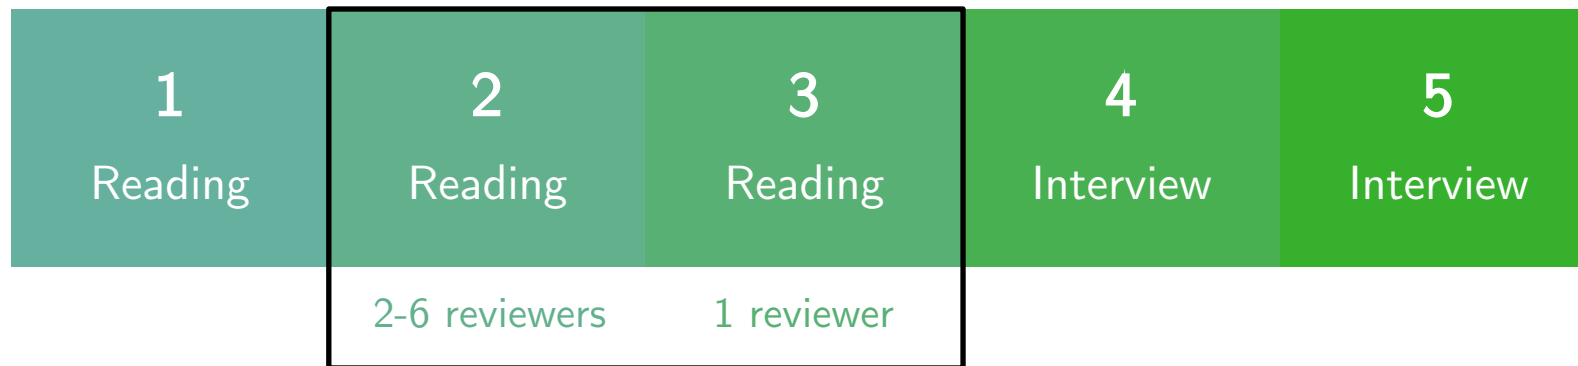 1 2 3 4 5
Reading Reading Reading Interview Interview
2-6 reviewers 1 reviewer